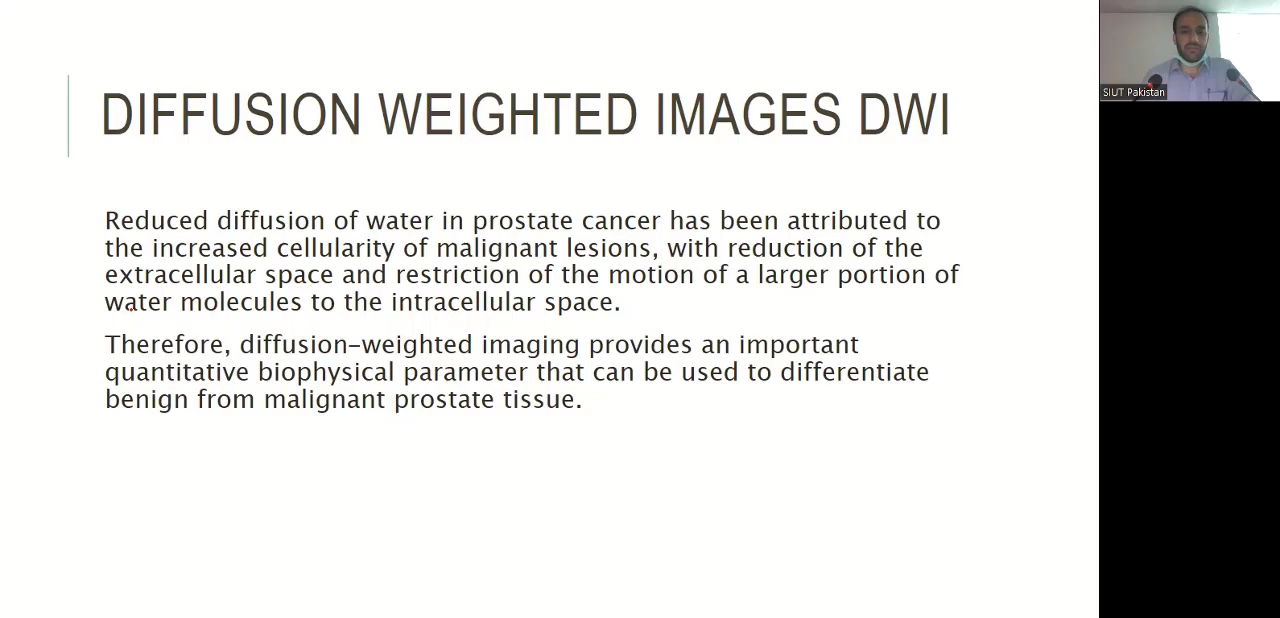 DIFFUSION WEIGHTED IMAGES DWI
Reduced diffusion of water in prostate cancer has been attributed to
the increased cellularity of malignant lesions, with reduction of the
extracellular space and restriction of the motion of a larger portion of
water molecules to the intracellular space.
Therefore, diffusion-weighted imaging provides an important
quantitative biophysical parameter that can be used to differentiate
benign from malignant prostate tissue.
SIUT Pakistan